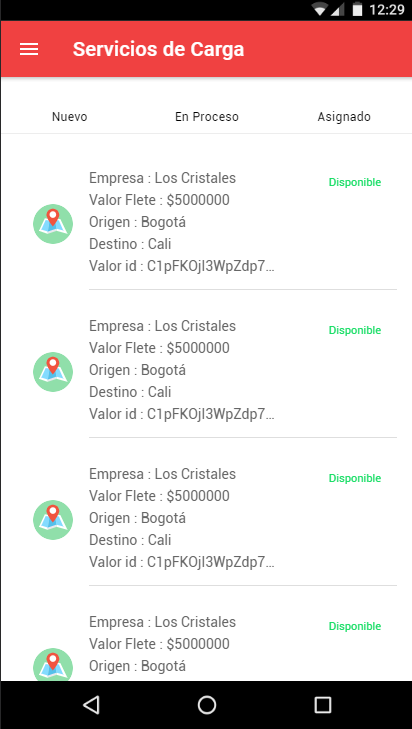 12:29
Servicios de Carga
Nuevo
En Proceso
Asignado
Empresa : Los Cristales
Disponible
Valor Flete : $5000000
Origen : Bogotá
Destino : Cali
Valor id : C1pFKOjI3WpZdp7...
Empresa : Los Cristales
Disponible
Valor Flete : $5000000
Origen : Bogotá
Destino : Cali
Valor id : C1pFKOjI3WpZdp7...
Empresa : Los Cristales
Disponible
Valor Flete : $5000000
Origen : Bogotá
Destino : Cali
Valor id : C1pFKOjI3WpZdp7...
Empresa : Los Cristales
Disponible
Valor Flete : $5000000
Origen : Bogotá